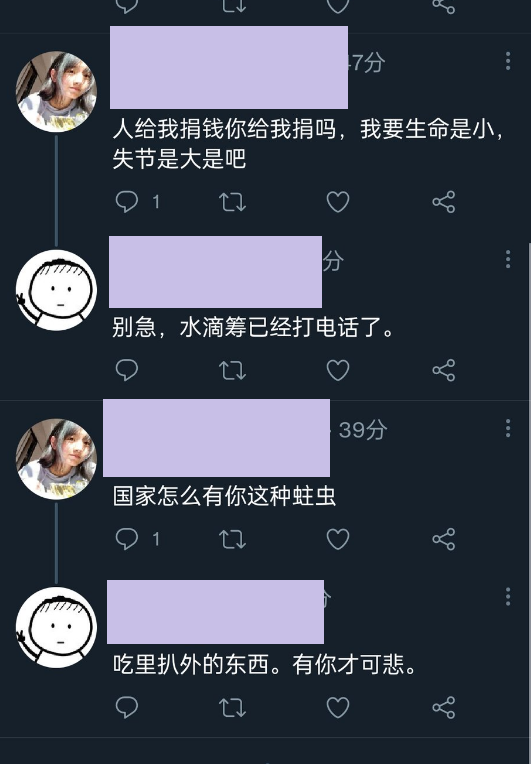 47分
人给我捐钱你给我捐吗，我要生命是小，
失节是大是吧
1
分
别急，水滴筹已经打电话了。
39分
国家怎么有你这种蛀虫
1
吃里扒外的东西。有你才可悲。